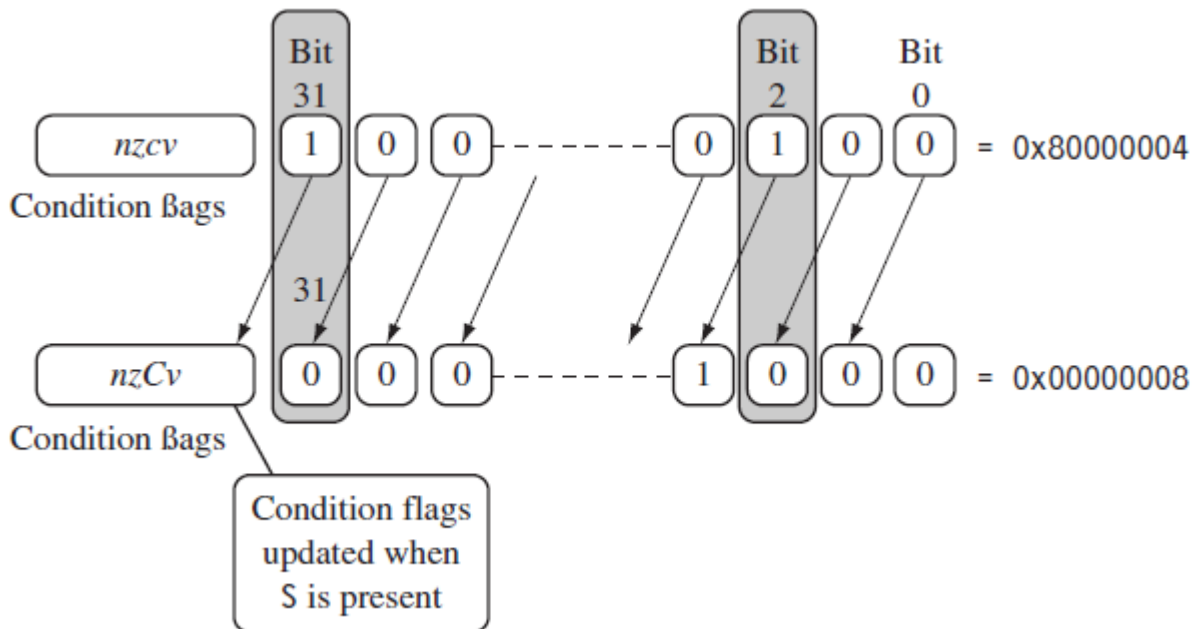 Bit Bit Bit
31 2 0
nzcv 1 0 0 0 1 0 0 = 0x80000004
Condition ßags
31
nzCv 0 0 0 1 0 0 0 = 0x00000008
Condition ßags
Condition flags
updated when
S is present